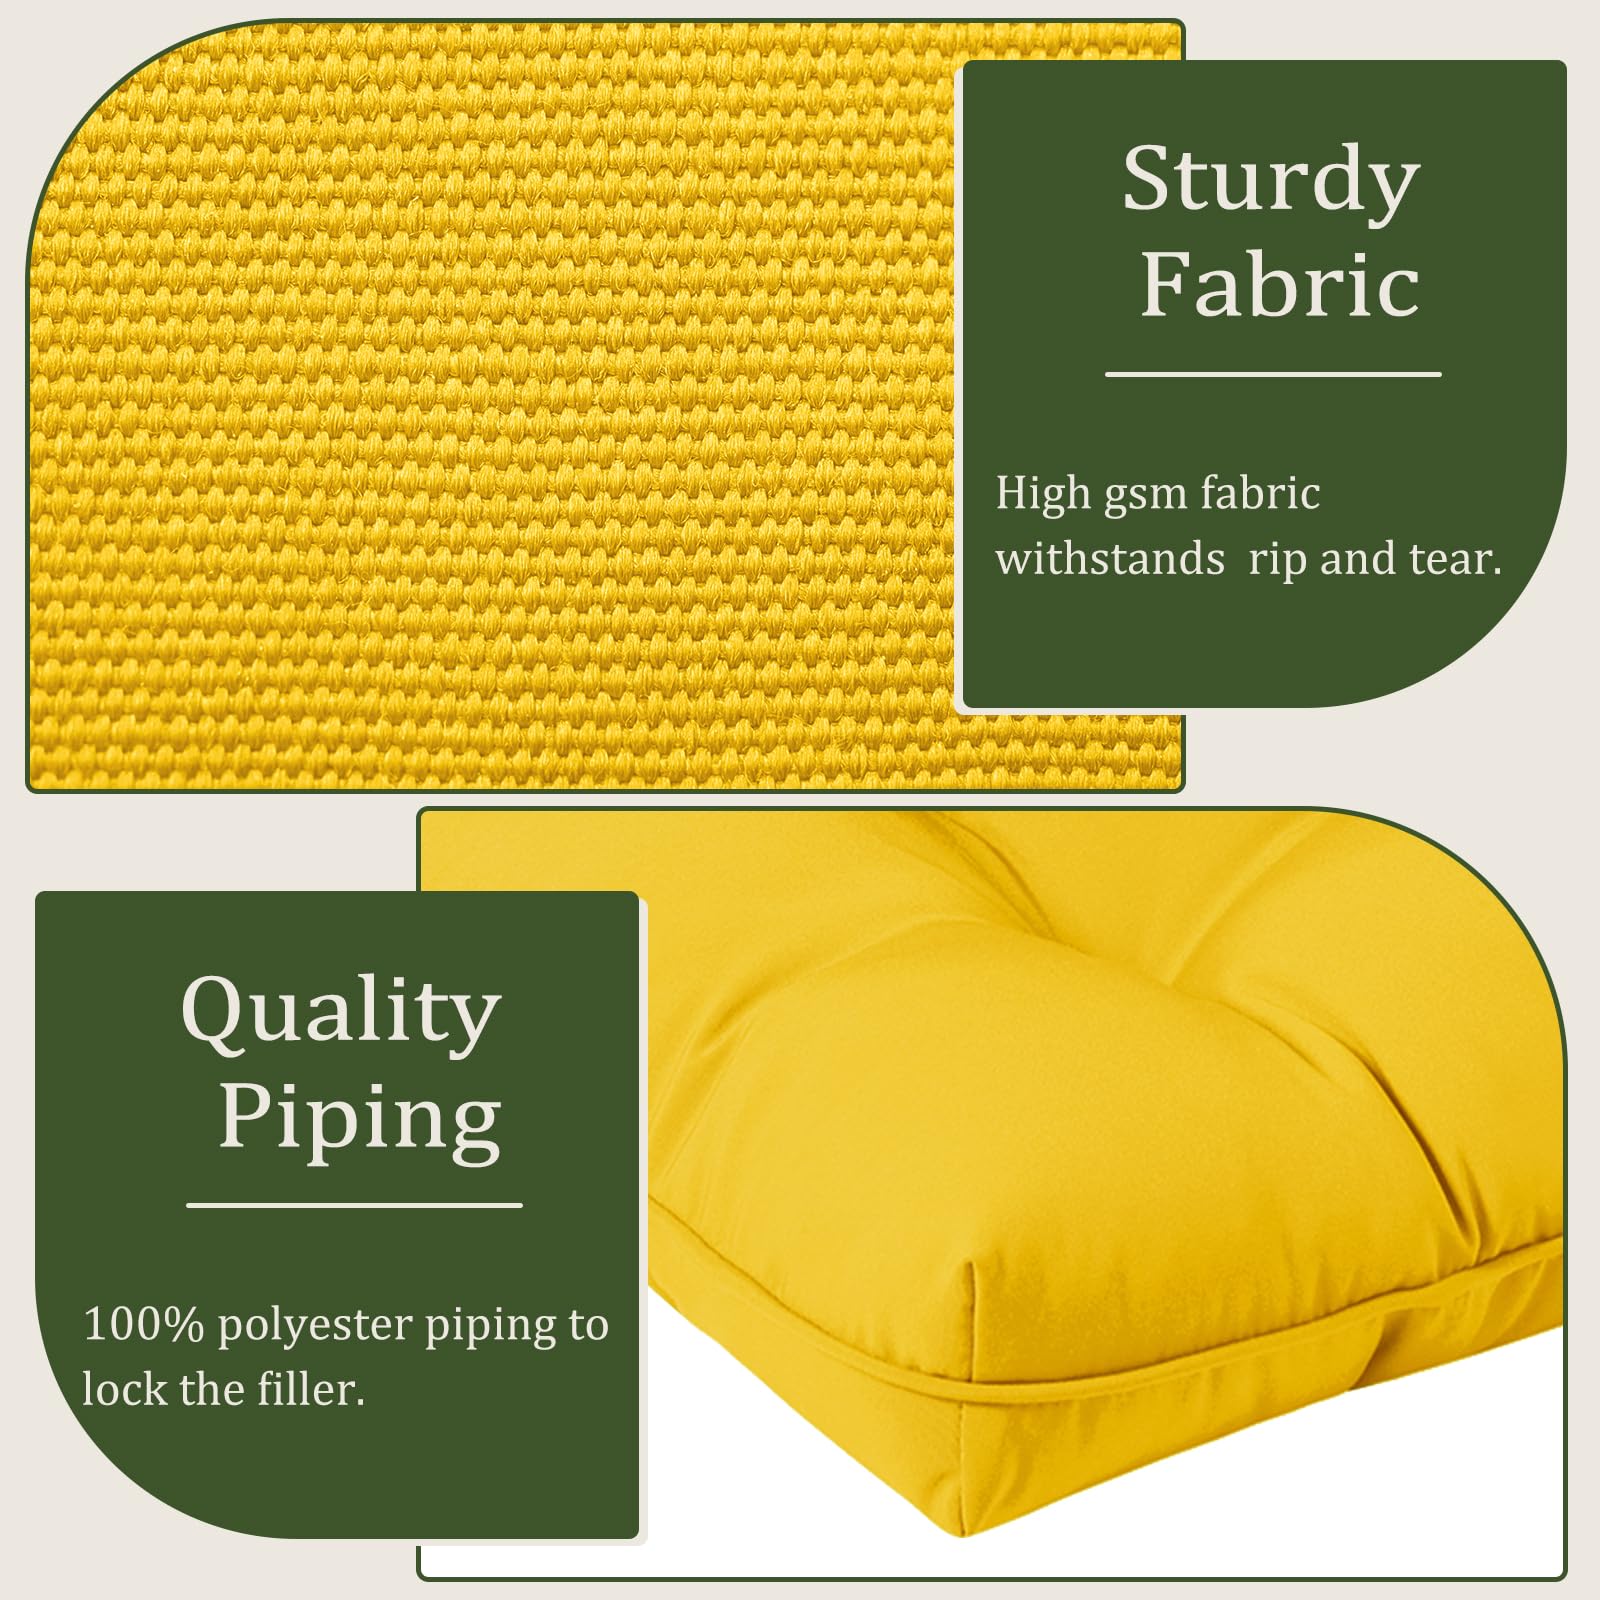 Sturdy
Fabric
High gsm fabric
withstands  rip and tear.
Quality
Piping
100% polyester piping to
lock the filler.